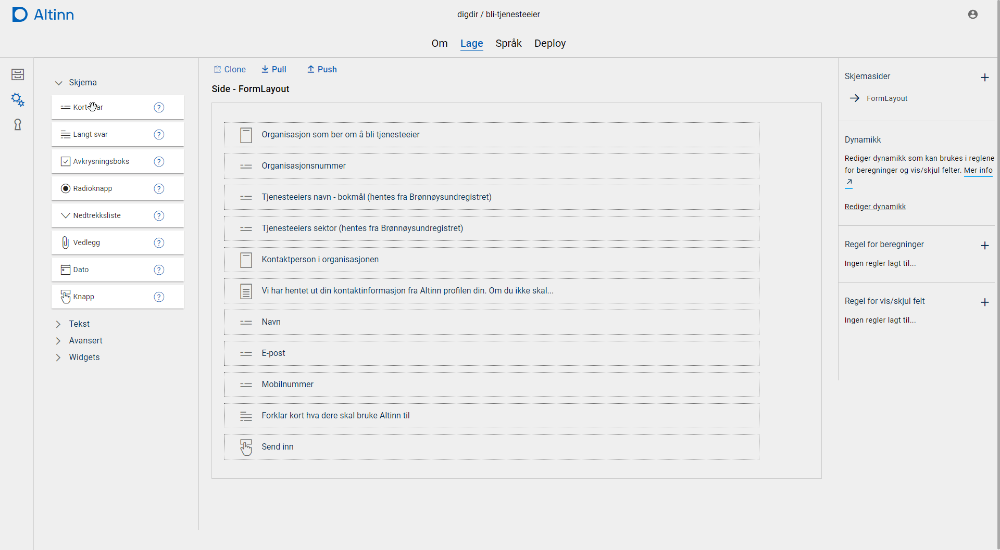 Altinn
digdir / bli-tjenesteeier
Om Lage Språk Deploy
Clone Pull Push
Side - FormLayout
Skjema
?
Langt svar ?
Avkrysningsboks ?
Radioknapp ?
Nedtrekksliste ?
Vedlegg ?
Dato ?
Knapp ?
Tekst
Avansert
Widgets
Organisasjon som ber om å bli tjenesteeier
Organisasjonsnummer
Tjenesteeiers navn - bokmål (hentes fra Brønnøysundregistret)
Tjenesteeiers sektor (hentes fra Brønnøysundregistret)
Kontaktperson i organisasjonen
Vi har hentet ut din kontaktinformasjon fra Altinn profilen din. Om du ikke skal...
Navn
E-post
Mobilnummer
Forklar kort hva dere skal bruke Altinn til
Send inn
Skjemasider
FormLayout
Dynamikk
Rediger dynamikk som kan brukes i reglene
for beregninger og vis/skjul felter. Mer info
Rediger dynamikk
Regel for beregninger
Ingen regler lagt til...
Regel for vis/skjul felt
Ingen regler lagt til...